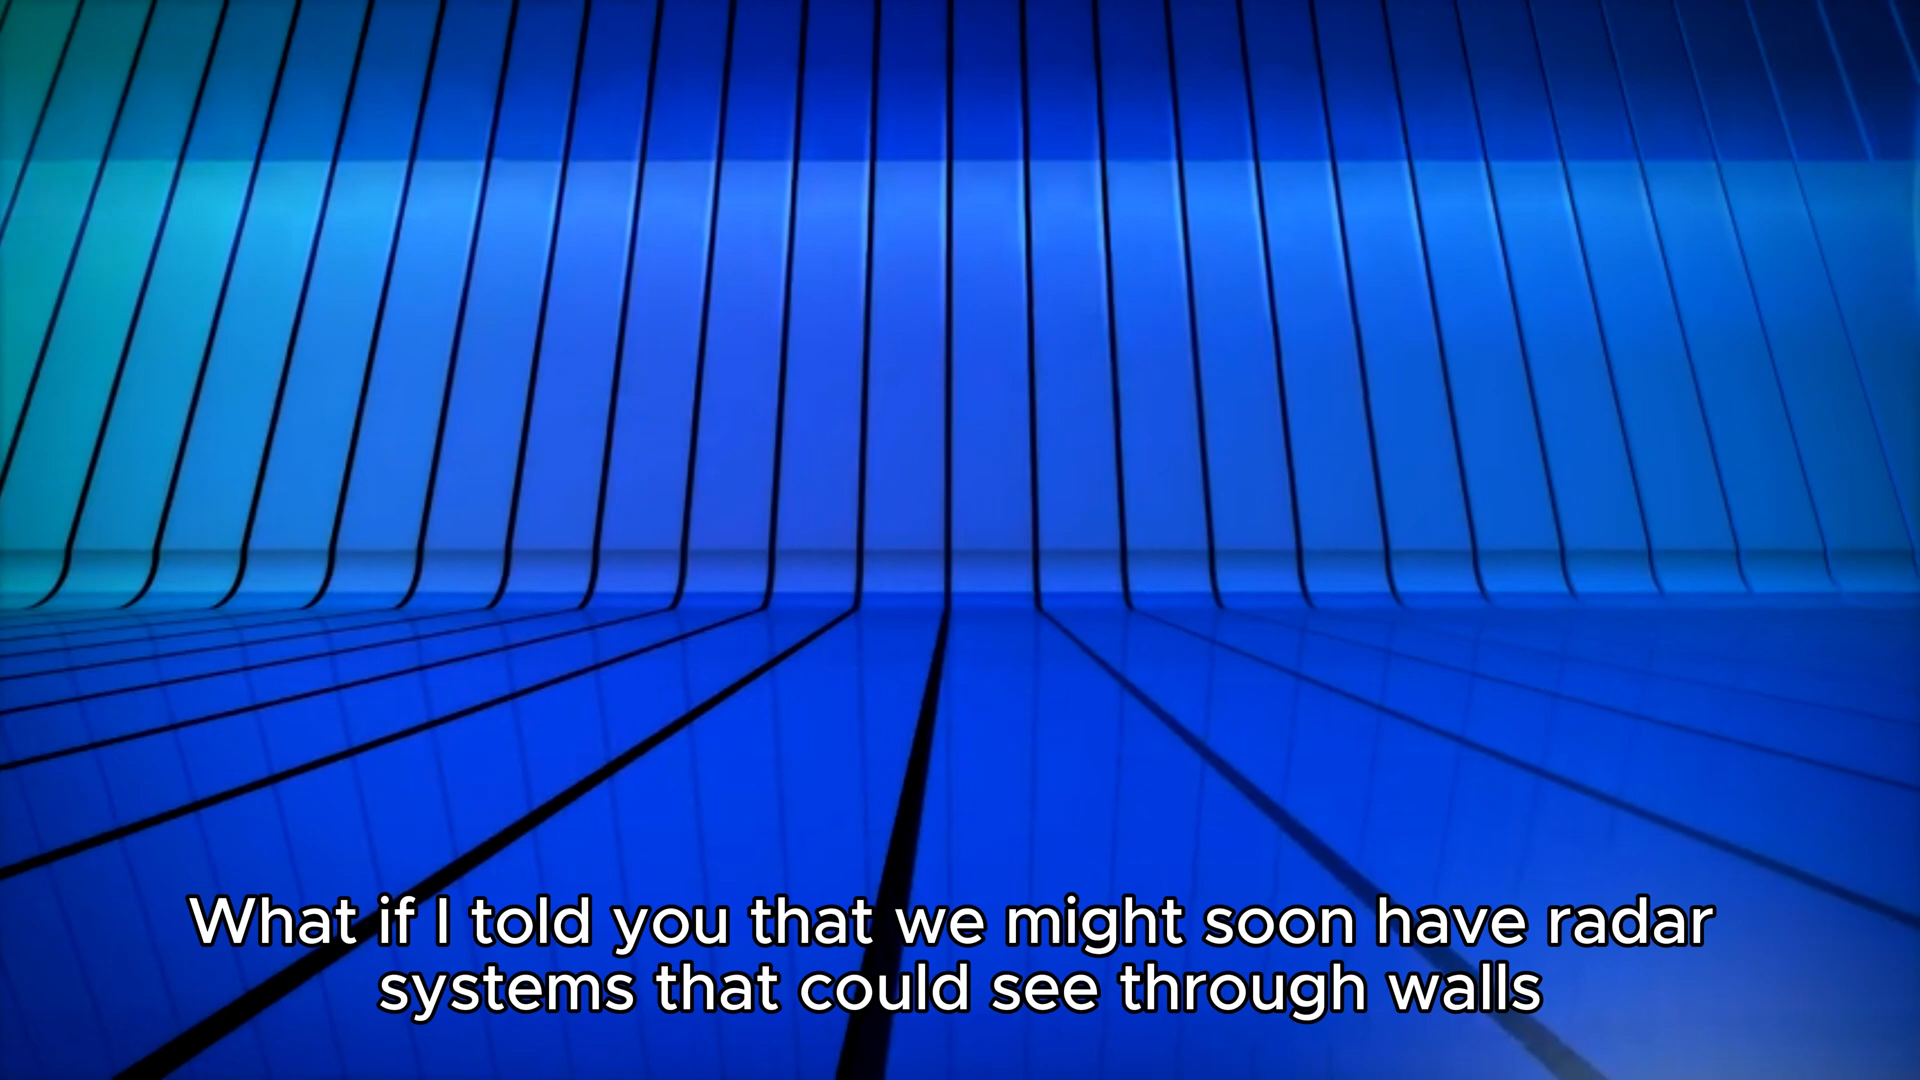 What if I told you that we might soon have radar
systems that could see through walls